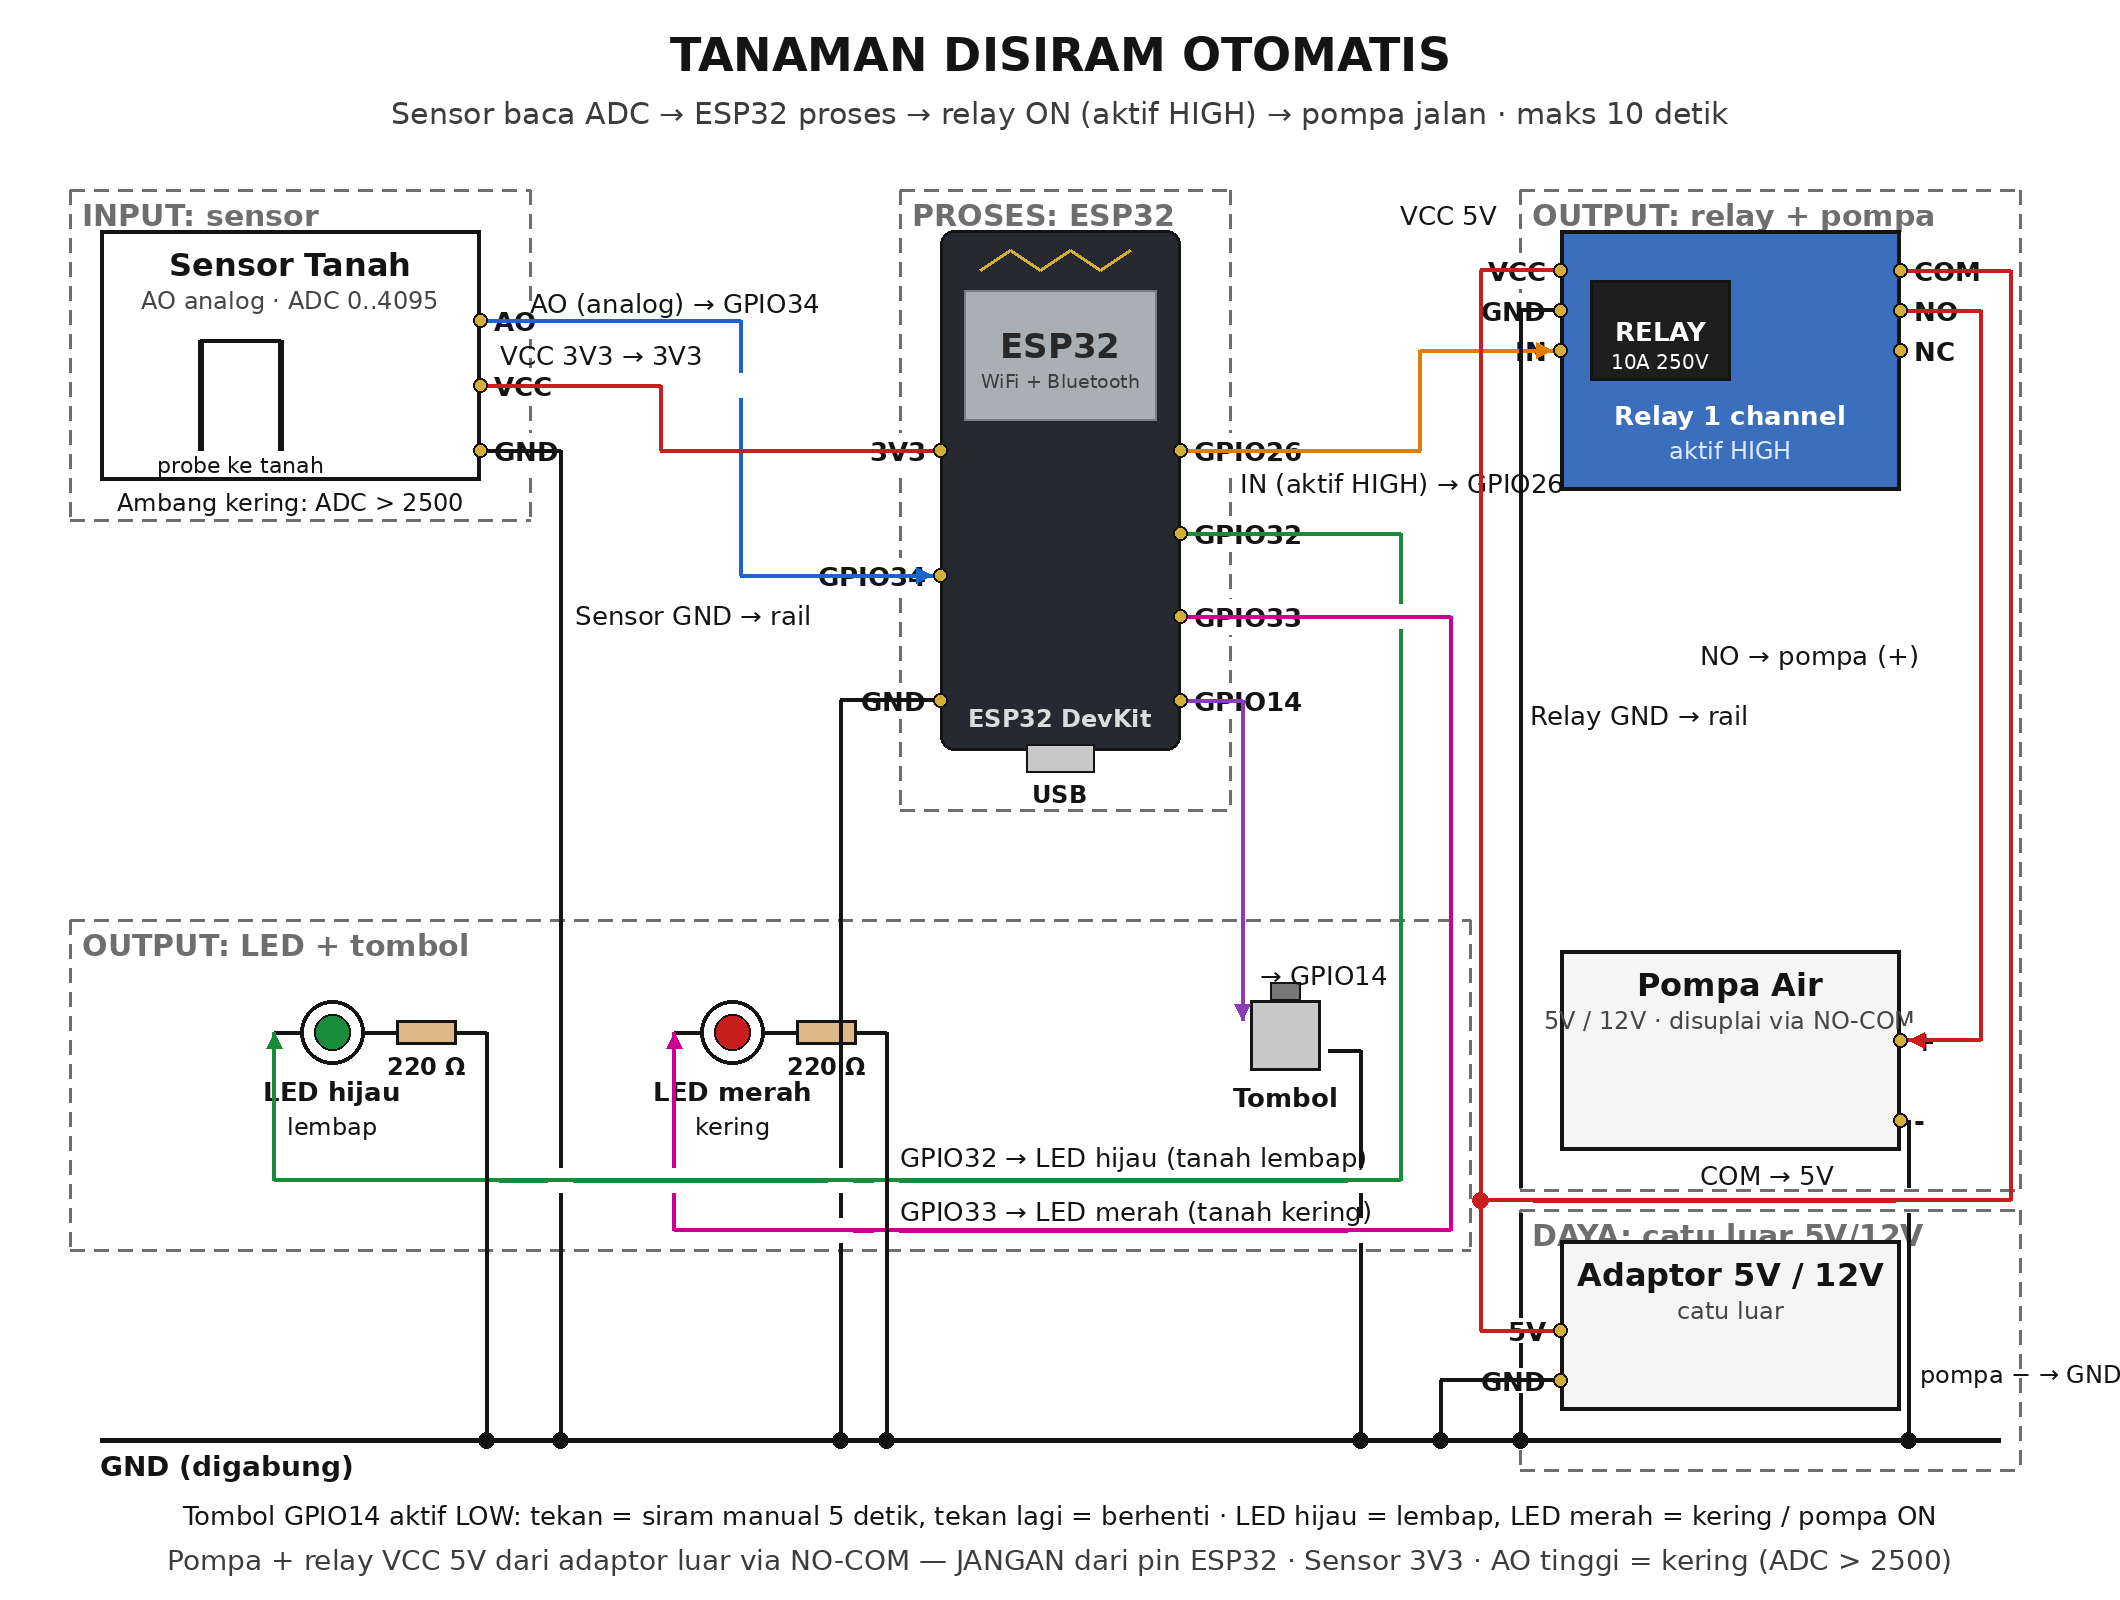 TANAMAN DISIRAM OTOMATIS
Sensor baca ADC → ESP32 proses → relay ON (aktif HIGH) → pompa jalan · maks 10 detik
INPUT: sensor
Sensor Tanah
AO analog · ADC 0..4095
probe ke tanah
Ambang kering: ADC > 2500
AO
VCC
GND
AO (analog) → GPIO34
VCC 3V3 → 3V3
Sensor GND → rail
PROSES: ESP32
ESP32
WiFi + Bluetooth
3V3
GPIO34
GND
GPIO26
GPIO32
GPIO33
GPIO14
ESP32 DevKit
USB
IN (aktif HIGH) → GPIO26
VCC 5V
OUTPUT: relay + pompa
VCC
GND
IN
RELAY
10A 250V
Relay 1 channel
aktif HIGH
COM
NO
NC
NO → pompa (+)
Relay GND → rail
Pompa Air
5V / 12V · disuplai via NO-COM
+
-
COM → 5V
OUTPUT: LED + tombol
220 Ω
LED hijau
lembap
220 Ω
LED merah
kering
→ GPIO14
Tombol
GPIO32 → LED hijau (tanah lembap)
GPIO33 → LED merah (tanah kering)
DAYA: catu luar 5V/12V
Adaptor 5V / 12V
catu luar
5V
GND
pompa − → GND
GND (digabung)
Tombol GPIO14 aktif LOW: tekan = siram manual 5 detik, tekan lagi = berhenti · LED hijau = lembap, LED merah = kering / pompa ON
Pompa + relay VCC 5V dari adaptor luar via NO-COM — JANGAN dari pin ESP32 · Sensor 3V3 · AO tinggi = kering (ADC > 2500)